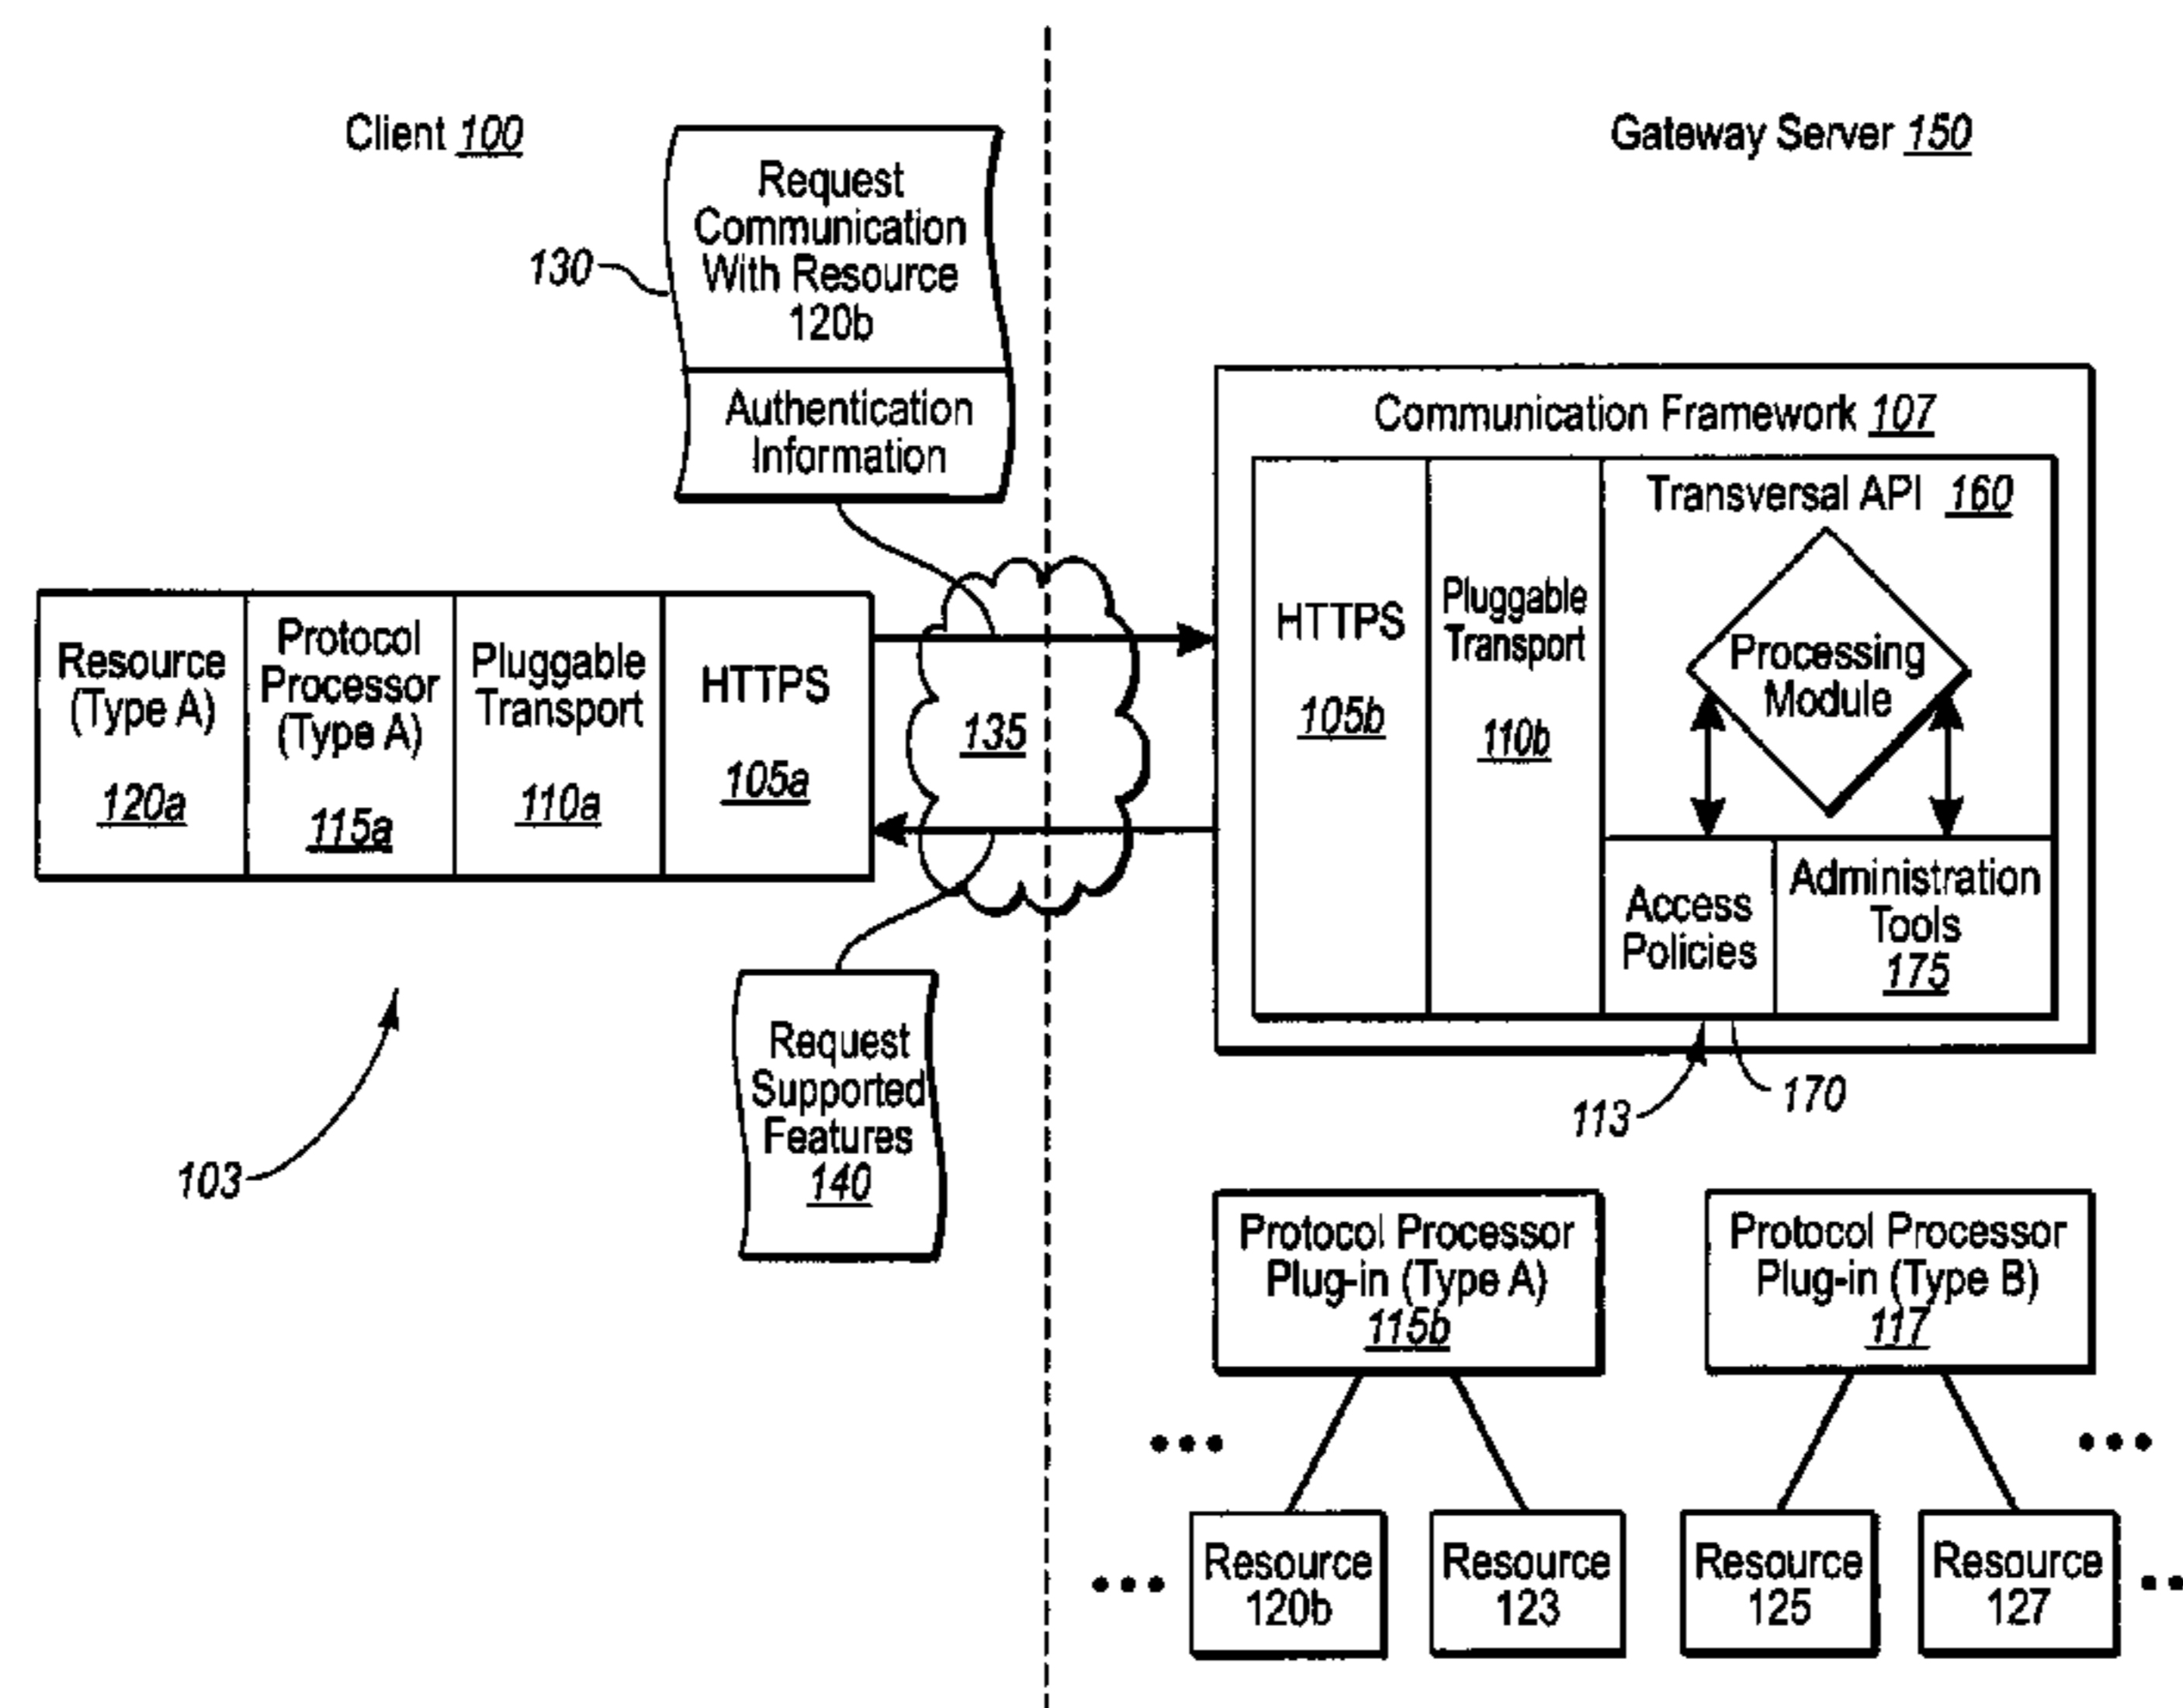 Client 100
Gateway Server 150
Request
Communication
With Resource
120b
130
Authentication
Information
Communication Framework 107
Transversal API 160
HTTPS
105b
Pluggable
Transport
110b
Processing
Module
Access
Policies
Administration
Tools
175
113
170
Resource
(Type A)
120a
Protocol
Processor
(Type A)
115a
Pluggable
Transport
110a
HTTPS
105a
135
103
Request
Supported
Features
140
Protocol Processor
Plug-in (Type A)
115b
Protocol Processor
Plug-in (Type B)
117
Resource
120b
Resource
123
Resource
125
Resource
127